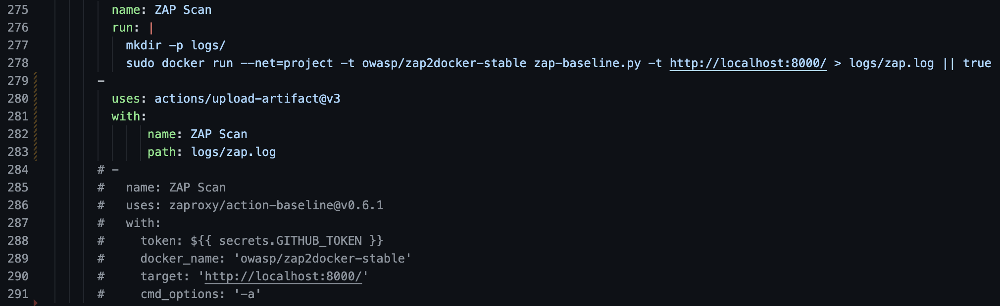 275 name: ZAP Scan
276 run: |
277 mkdir -p logs/
278 sudo docker run --net=project -t owasp/zap2docker-stable zap-baseline.py -t http://localhost:8000/ > logs/zap.log || true
279 -
280 uses: actions/upload-artifact@v3
281 with:
282 name: ZAP Scan
283 path: logs/zap.log
284 # -
285 # name: ZAP Scan
286 # uses: zaproxy/action-baseline@v0.6.1
287 # with:
288 # token: ${{ secrets.GITHUB_TOKEN }}
289 # docker_name: 'owasp/zap2docker-stable'
290 # target: 'http://localhost:8000/'
291 # cmd_options: '-a'